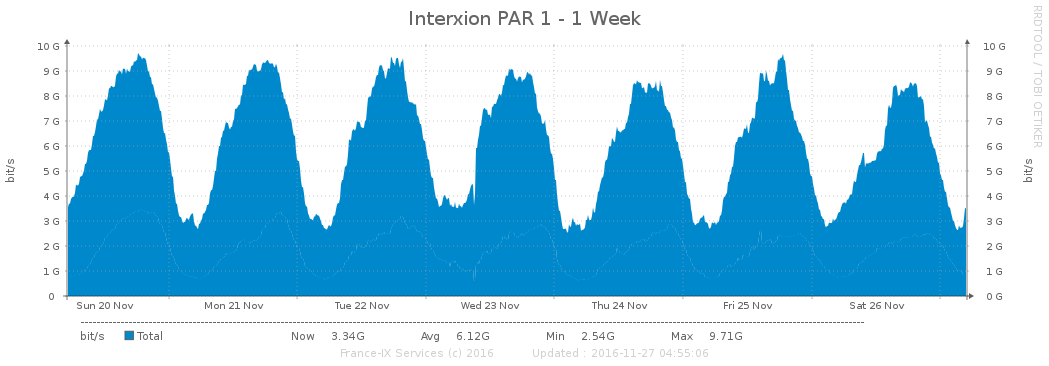 Interxion PAR 1 - 1 Week
RRDTOOL / TOBI OETIKER
bit/s
10 G 10 G
9 G 9 G
8 G 8 G
7 G 7 G
6 G 6 G
5 G 5 G
4 G 4 G
3 G 3 G
2 G 2 G
1 G 1 G
0 0 G
bit/s
Sun 20 Nov Mon 21 Nov Tue 22 Nov Wed 23 Nov Thu 24 Nov Fri 25 Nov Sat 26 Nov
bit/s Total Now 3.34G Avg 6.12G Min 2.54G Max 9.71G
France-IX Services (c) 2016 Updated : 2016-11-27 04:55:06